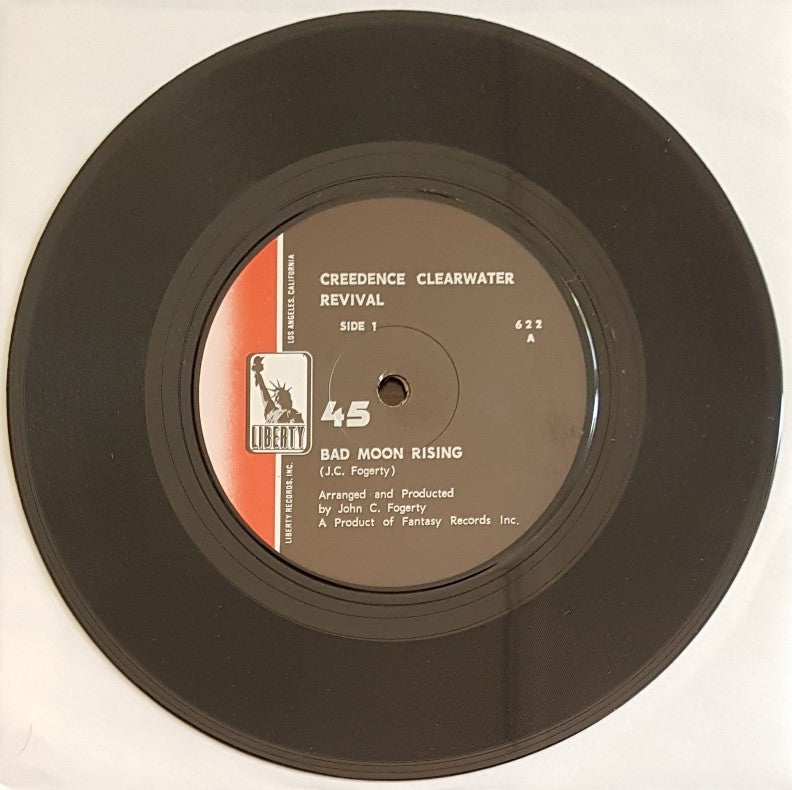 CREEDENCE CLEARWATER
REVIVAL
SIDE 1
622
A
45
BAD MOON RISING
(J.C. Fogerty)
Arranged and Producted
by John C. Fogerty
A Product of Fantasy Records Inc.
LIBERTY
LIBERTY RECORDS, INC.
LOS ANGELES, CALIFORNIA